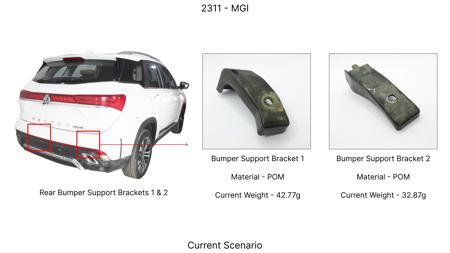 2311 - MGI
Bumper Support Bracket 1
Bumper Support Bracket 2
Material - POM
Material - POM
Rear Bumper Support Brackets 1 & 2
Current Weight - 42.77g
Current Weight - 32.87g
Current Scenario